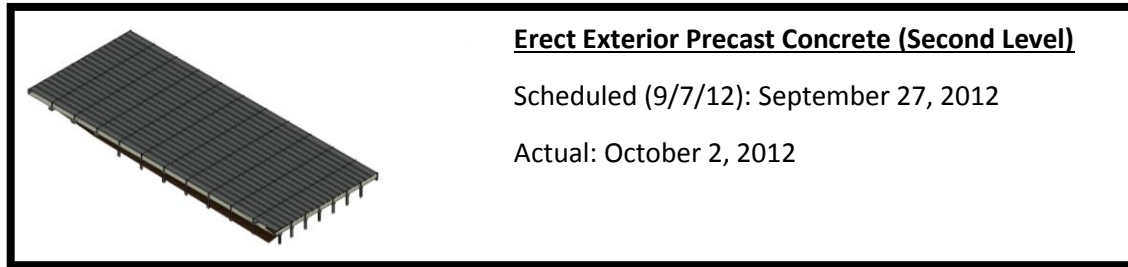 Erect Exterior Precast Concrete (Second Level)
Scheduled (9/7/12): September 27, 2012
Actual: October 2, 2012